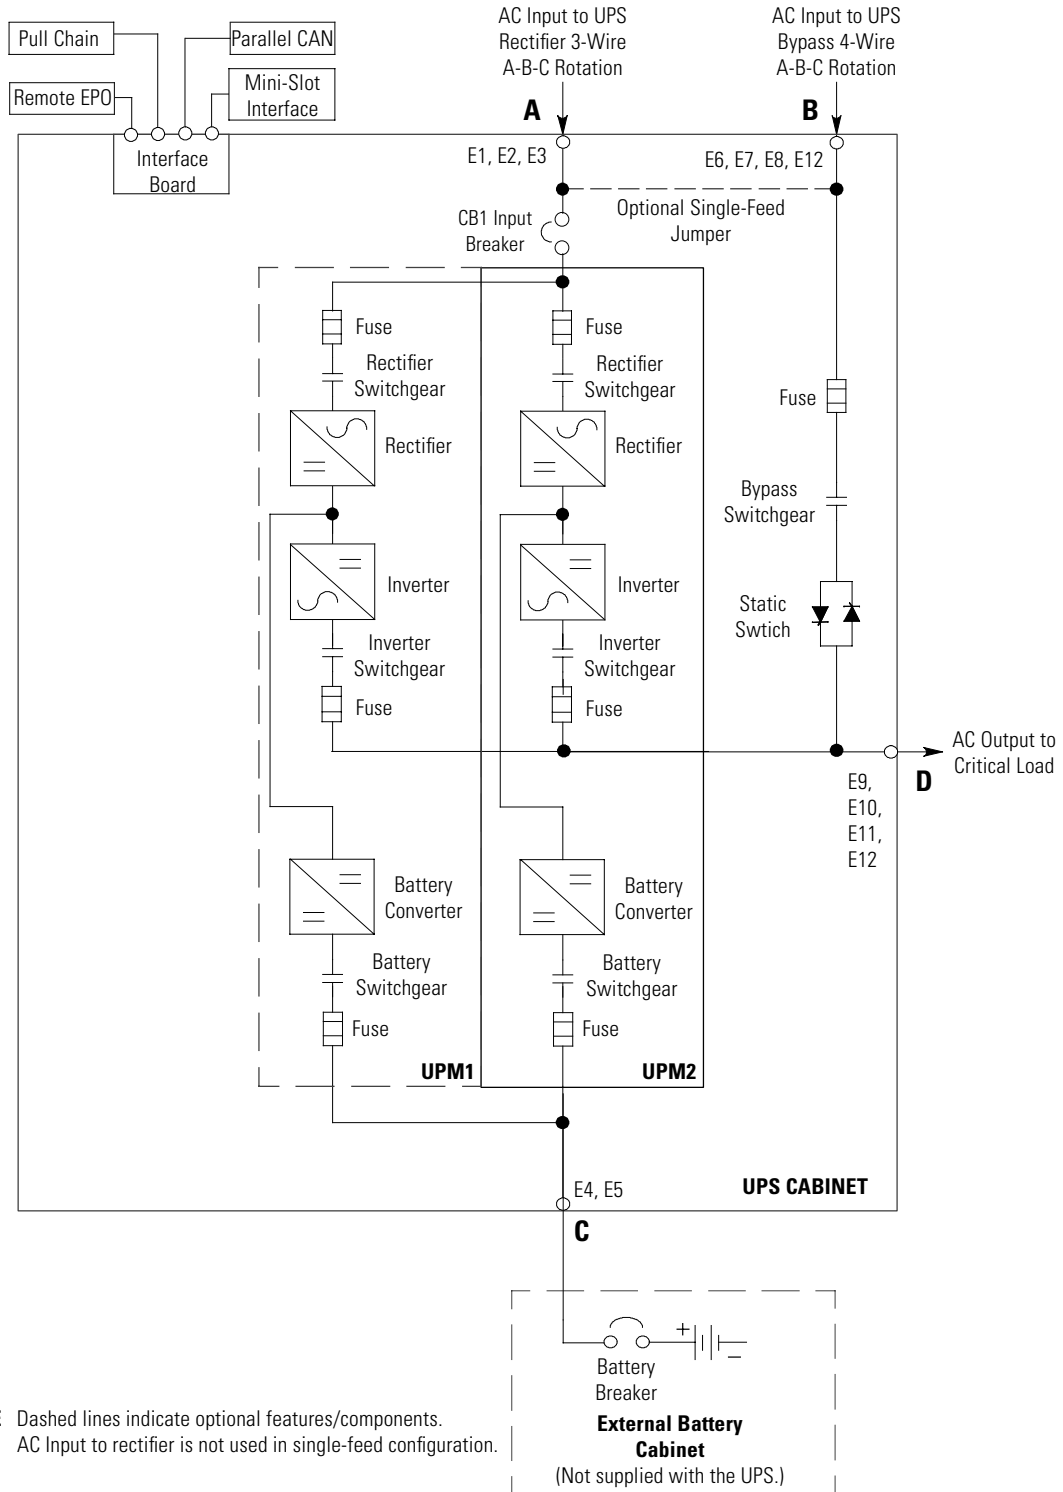 AC Input to UPS
Rectifier 3-Wire
A-B-C Rotation
AC Input to UPS
Bypass 4-Wire
A-B-C Rotation
Pull Chain
Parallel CAN
Remote EPO
Mini-Slot
Interface
A
B
Interface
Board
E1, E2, E3
E6, E7, E8, E12
CB1 Input
Breaker
Optional Single-Feed
Jumper
Fuse
Rectifier
Switchgear
Rectifier
Inverter
Inverter
Switchgear
Fuse
Battery
Converter
Battery
Switchgear
Fuse
UPM1
Fuse
Rectifier
Switchgear
Rectifier
Inverter
Inverter
Switchgear
Fuse
Battery
Converter
Battery
Switchgear
Fuse
UPM2
Fuse
Bypass
Switchgear
Static
Swtich
AC Output to
Critical Load
D
E9,
E10,
E11,
E12
E4, E5
UPS CABINET
C
+
–
Battery
Breaker
External Battery
Cabinet
(Not supplied with the UPS.)
Dashed lines indicate optional features/components.
AC Input to rectifier is not used in single-feed configuration.